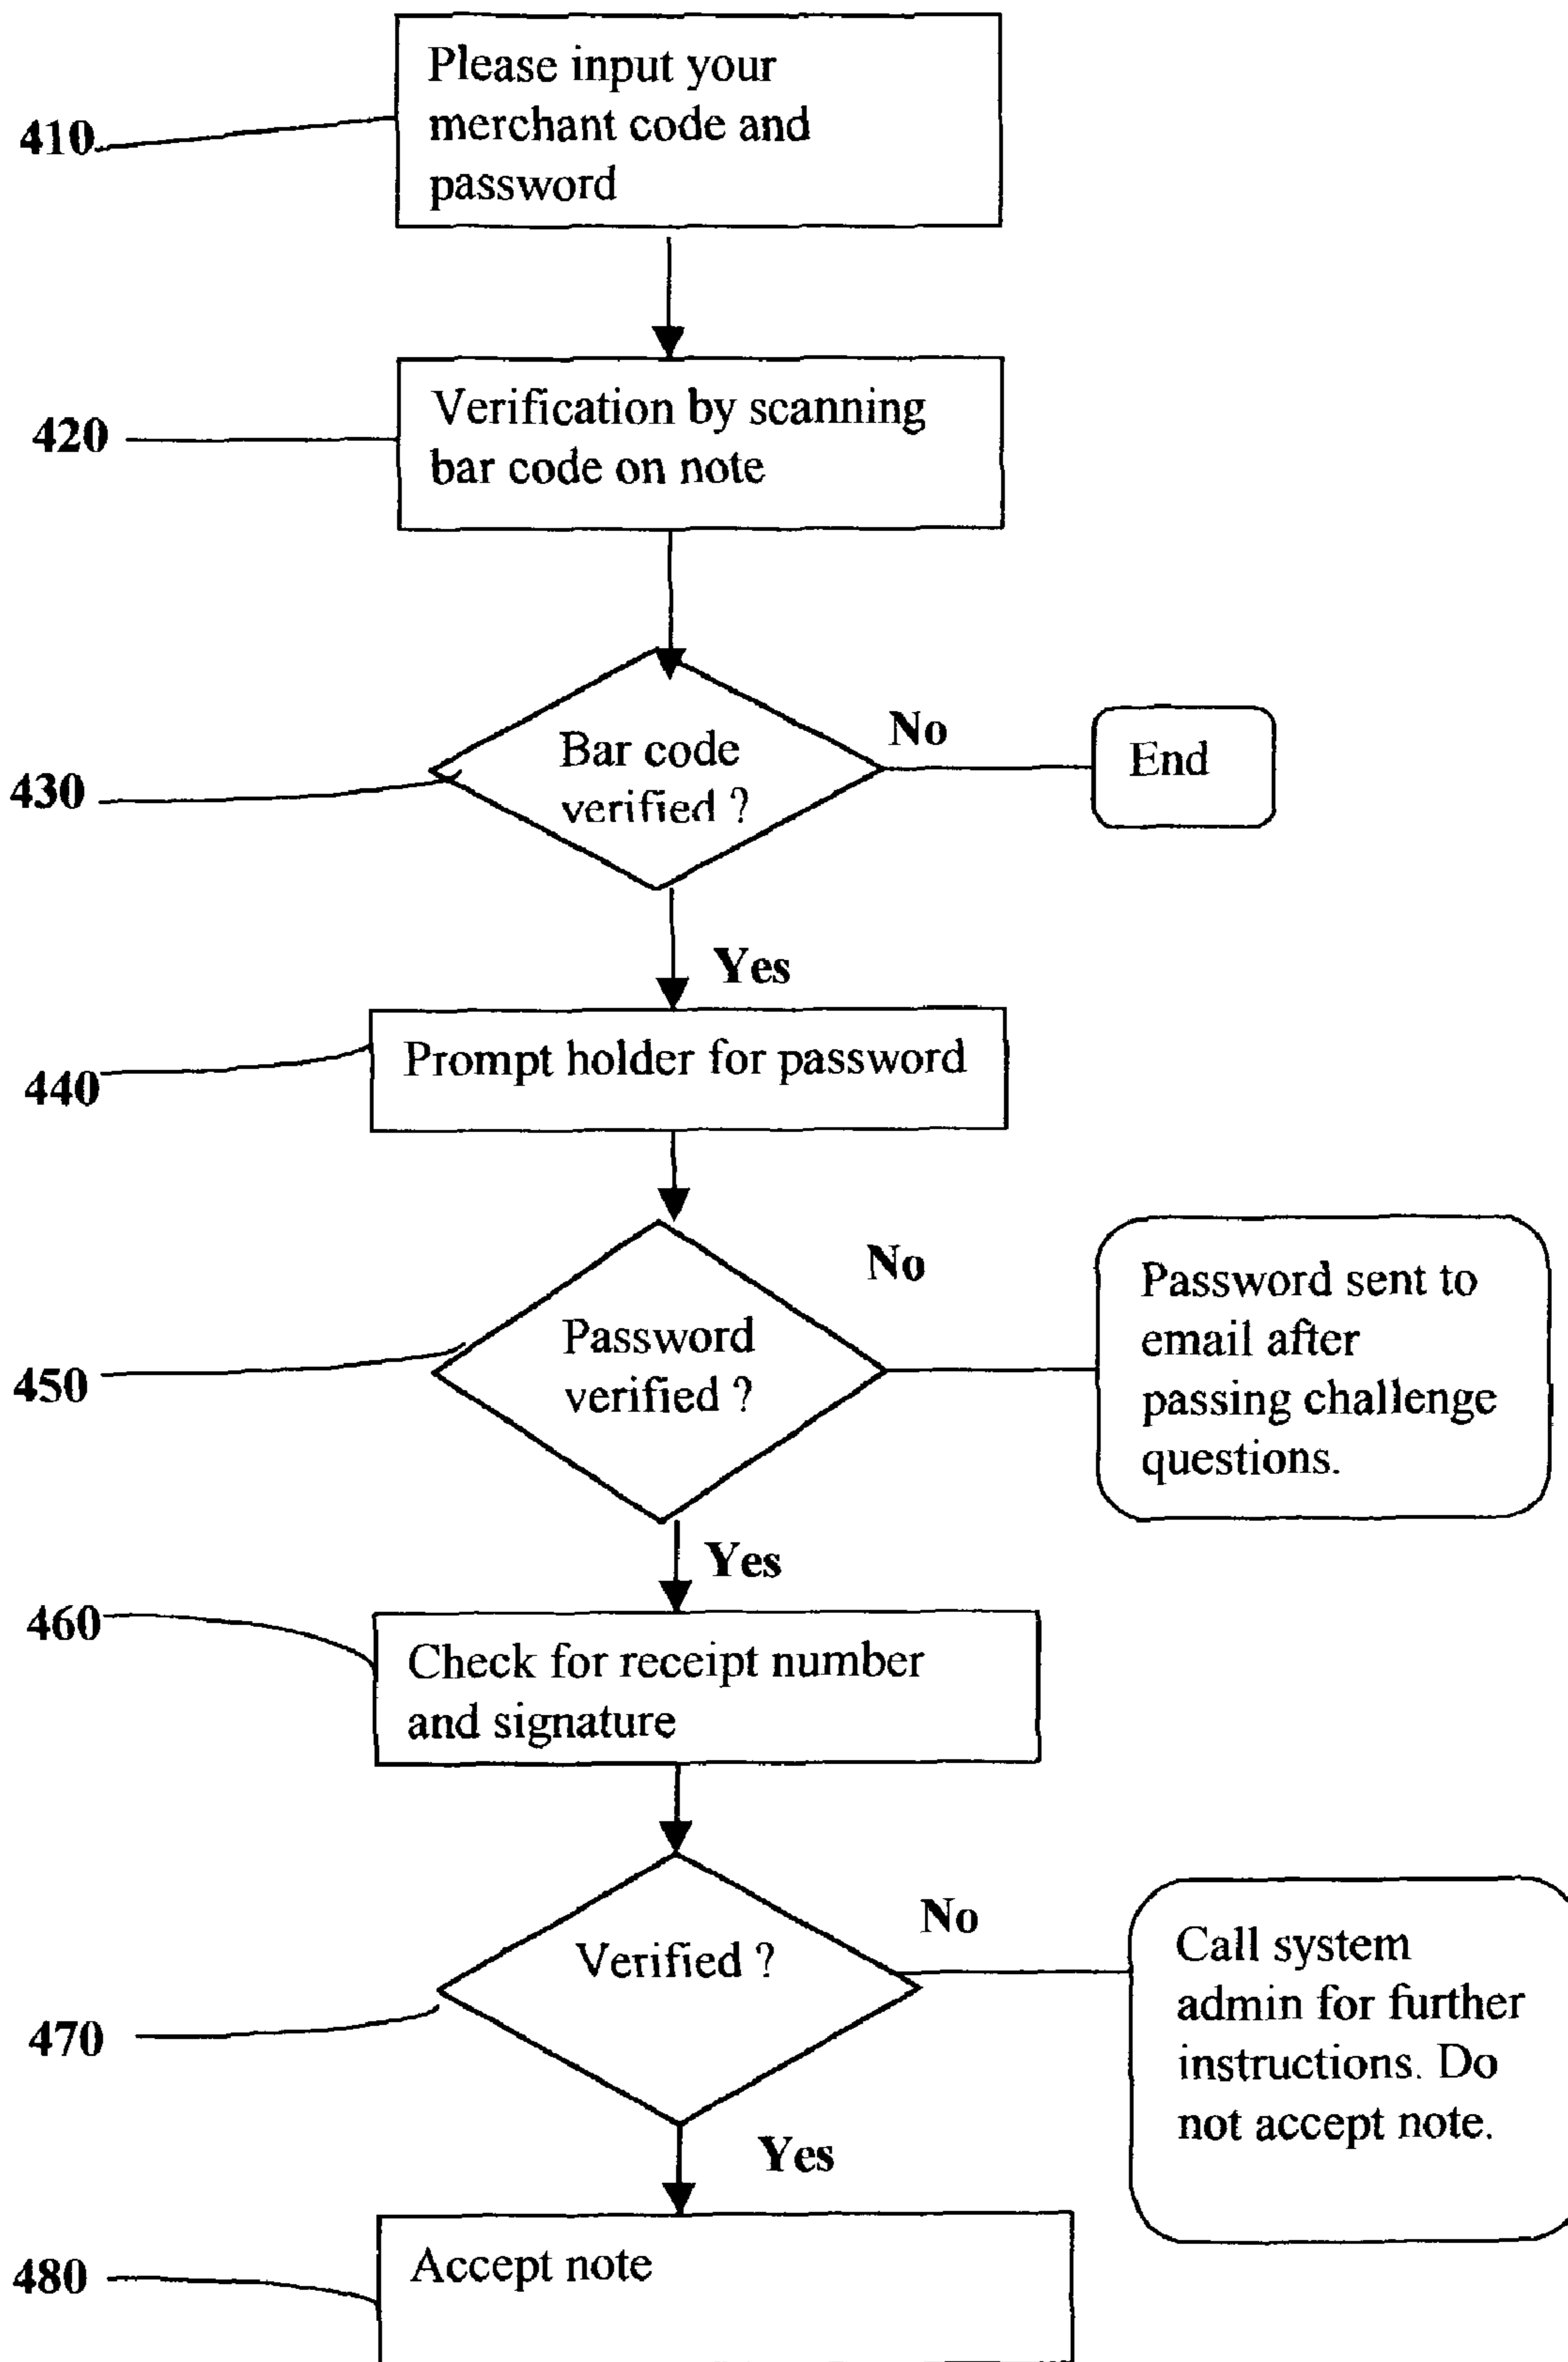 410
Please input your
merchant code and
password
420
Verification by scanning
bar code on note
430
Bar code
verified ?
No
End
Yes
440
Prompt holder for password
450
Password
verified ?
No
Password sent to
email after
passing challenge
questions.
Yes
460
Check for receipt number
and signature
470
Verified ?
No
Call system
admin for further
instructions. Do
not accept note.
Yes
480
Accept note